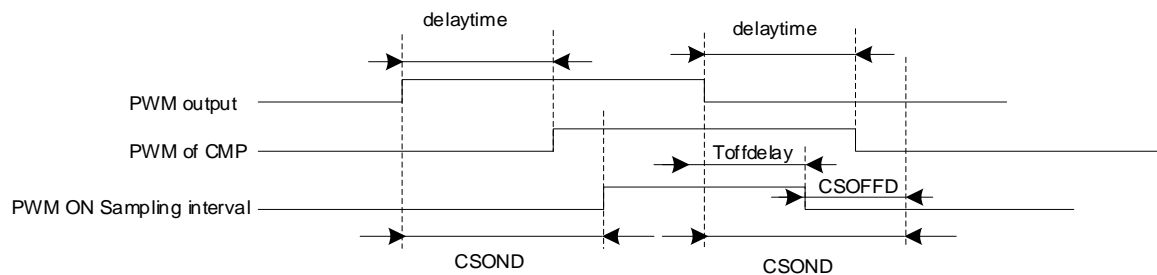 delaytime
delaytime
PWM output
PWM of CMP
Toffdelay
CSOFFD
PWM ON Sampling interval
CSOND
CSOND